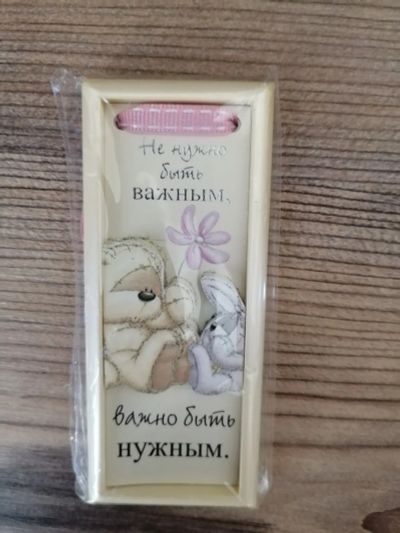 Не нужно
быть
важным,
важно быть
нужным.